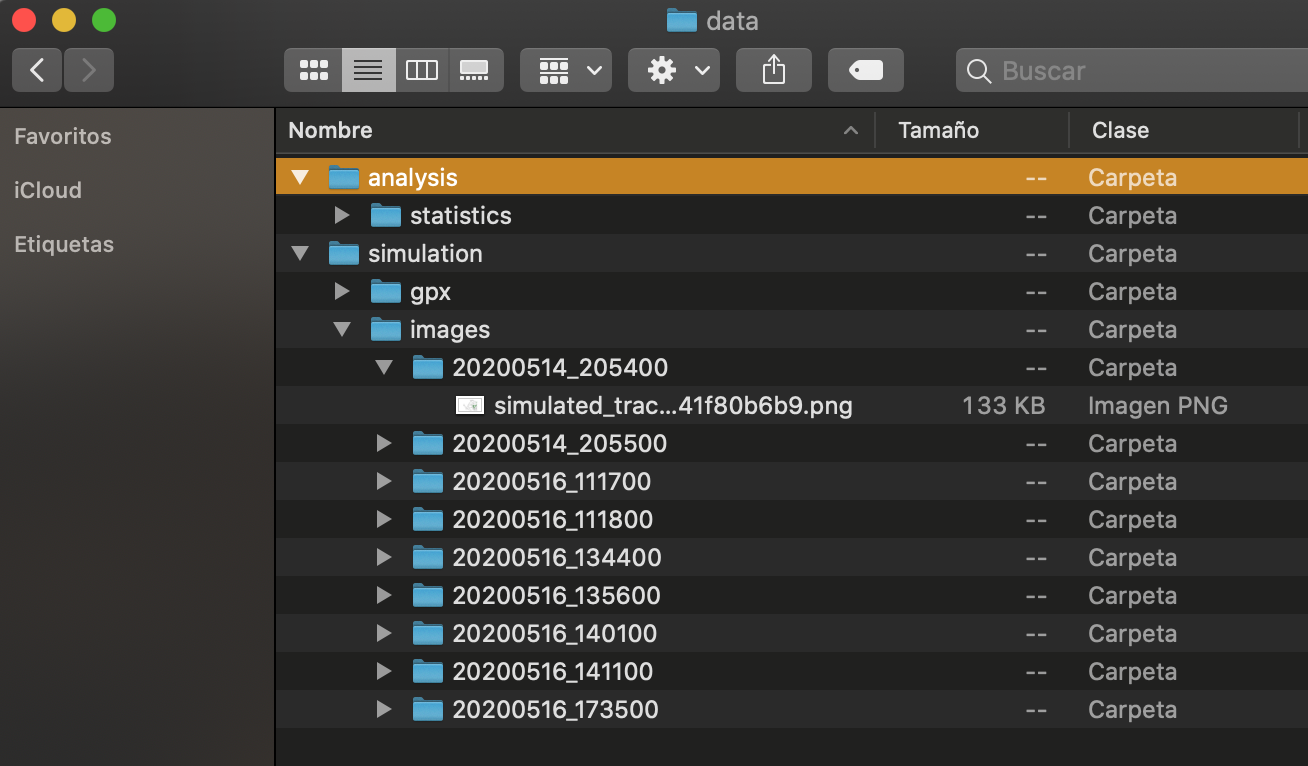 data
Buscar
Favoritos
iCloud
Etiquetas
Nombre Tamaño Clase
analysis -- Carpeta
statistics -- Carpeta
simulation -- Carpeta
gpx -- Carpeta
images -- Carpeta
20200514_205400 -- Carpeta
simulated_trac...41f80b6b9.png 133 KB Imagen PNG
20200514_205500 -- Carpeta
20200516_111700 -- Carpeta
20200516_111800 -- Carpeta
20200516_134400 -- Carpeta
20200516_135600 -- Carpeta
20200516_140100 -- Carpeta
20200516_141100 -- Carpeta
20200516_173500 -- Carpeta